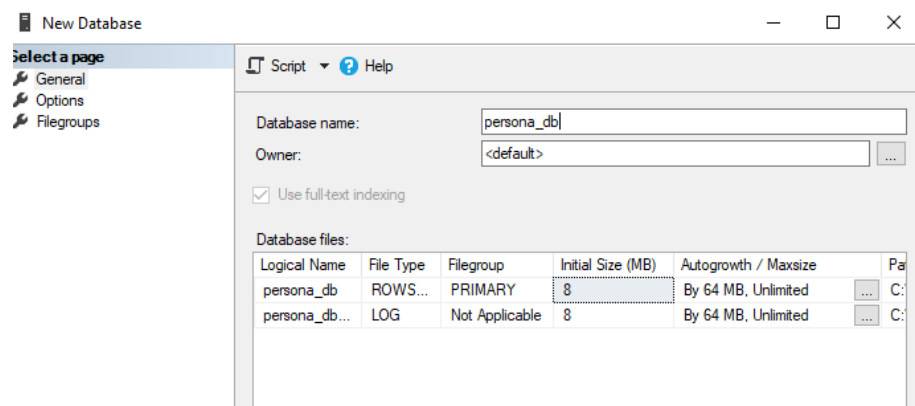 New Database
Select a page
General
Options
Filegroups
Script Help
Database name: persona_db
Owner: <default> ...
Use full-text indexing
Database files:
Logical Name File Type Filegroup Initial Size (MB) Autogrowth / Maxsize Pa
persona_db ROWS... PRIMARY 8 By 64 MB, Unlimited ... C:
persona_db... LOG Not Applicable 8 By 64 MB, Unlimited ... C: